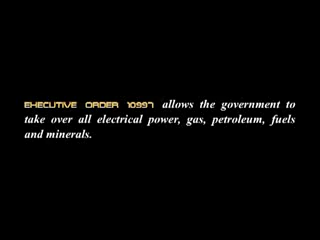 EXECUTIVE ORDER 10997 allows the government to
take over all electrical power, gas, petroleum, fuels
and minerals.